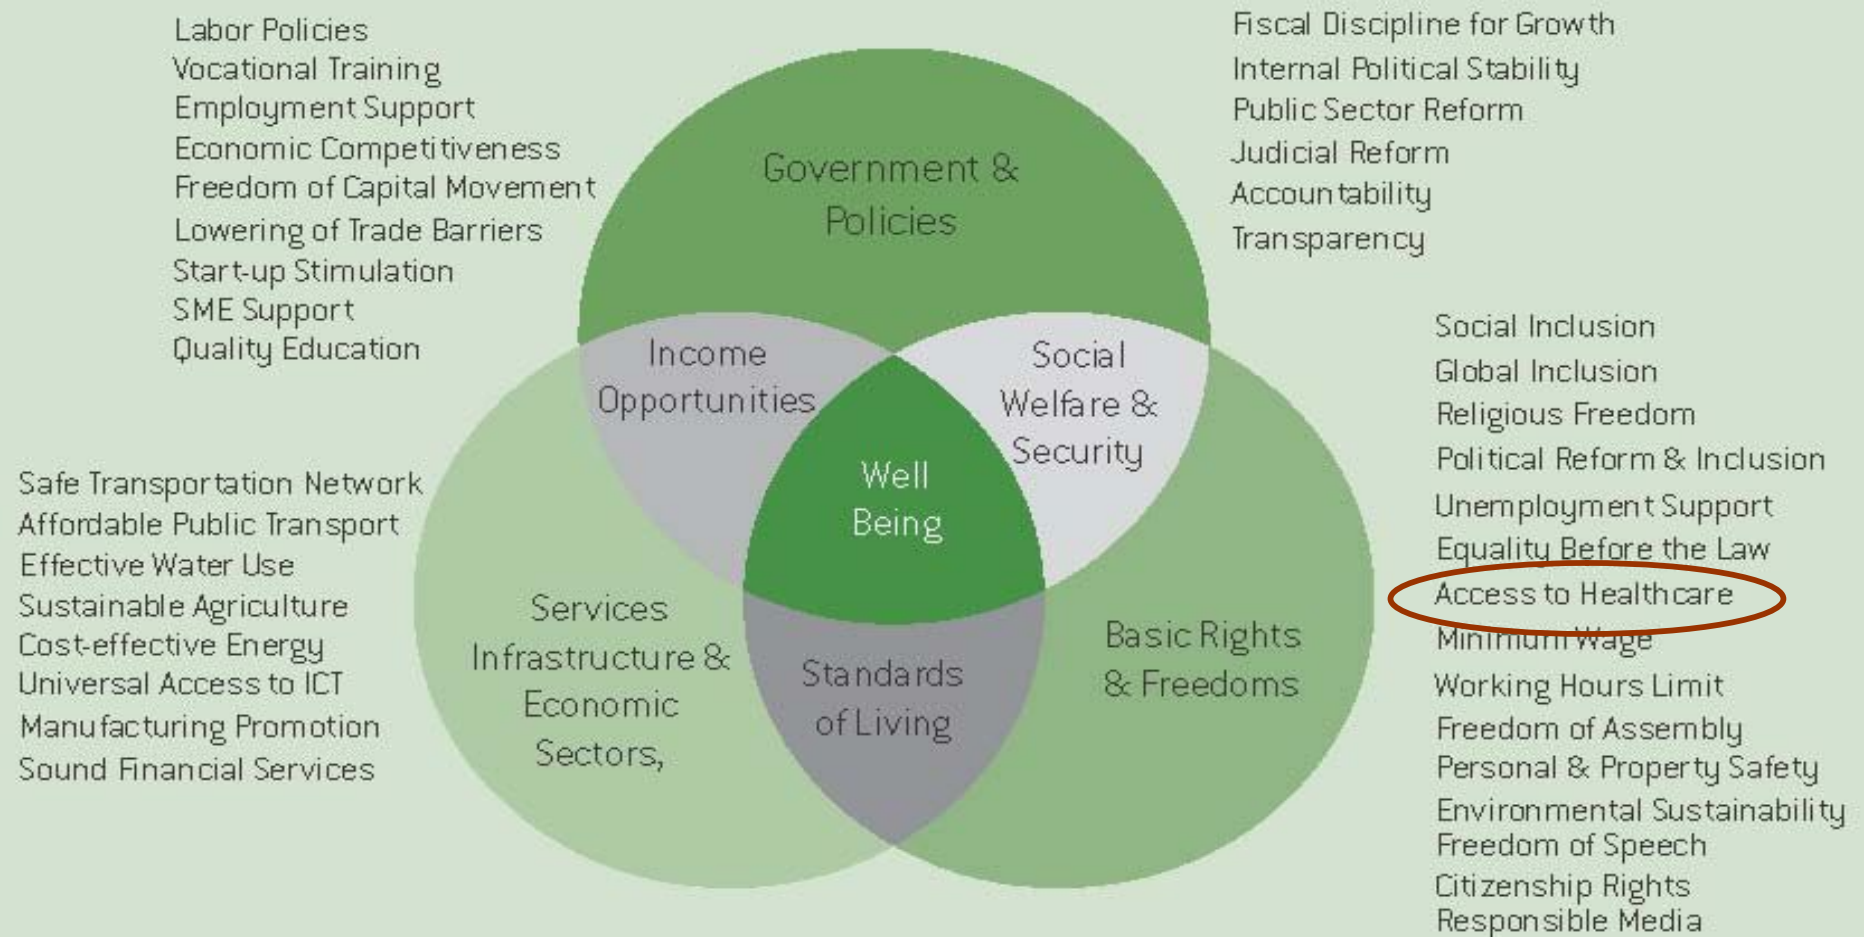 Labor Policies
Vocational Training
Employment Support
Economic Competitiveness
Freedom of Capital Movement
Lowering of Trade Barriers
Start-up Stimulation
SME Support
Quality Education
Fiscal Discipline for Growth
Internal Political Stability
Public Sector Reform
Judicial Reform
Accountability
Transparency
Government &
Policies
Income
Opportunities
Social
Welfare &
Security
Well
Being
Safe Transportation Network
Affordable Public Transport
Effective Water Use
Sustainable Agriculture
Cost-effective Energy
Universal Access to ICT
Manufacturing Promotion
Sound Financial Services
Services
Infrastructure &
Economic
Sectors,
Standards
of Living
Basic Rights
& Freedoms
Social Inclusion
Global Inclusion
Religious Freedom
Political Reform & Inclusion
Unemployment Support
Equality Before the Law
Access to Healthcare
Minimum Wage
Working Hours Limit
Freedom of Assembly
Personal & Property Safety
Environmental Sustainability
Freedom of Speech
Citizenship Rights
Responsible Media